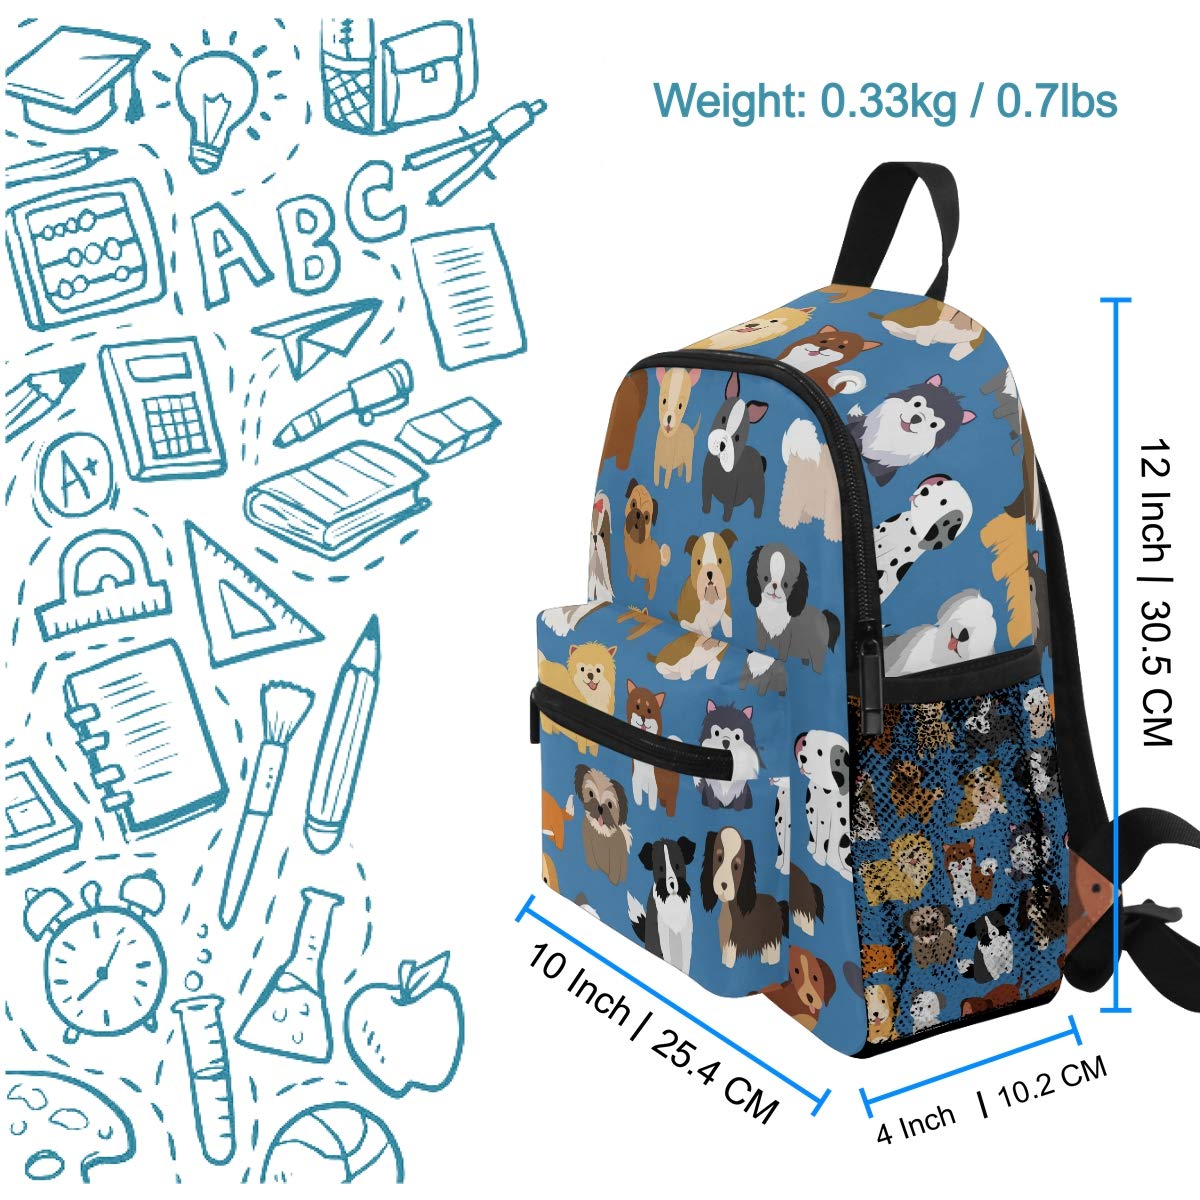 Weight: 0.33kg / 0.7lbs
ABC
A+
12 Inch | 30.5 CM
10 Inch | 25.4 CM
4 Inch | 10.2 CM